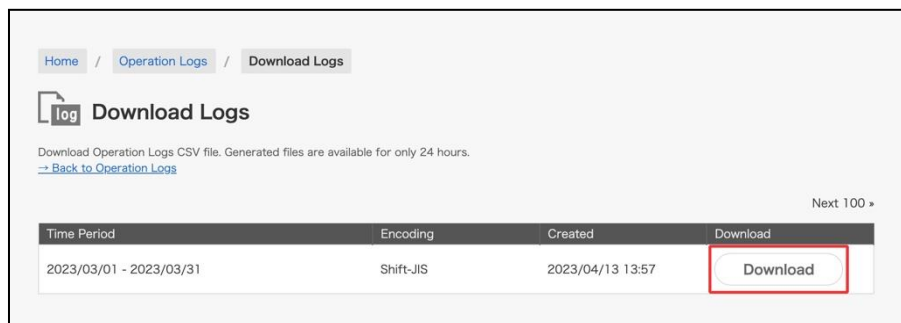 Home / Operation Logs / Download Logs
log Download Logs
Download Operation Logs CSV file. Generated files are available for only 24 hours.
→ Back to Operation Logs
Next 100 »
Time Period Encoding Created Download
2023/03/01 - 2023/03/31 Shift-JIS 2023/04/13 13:57 Download